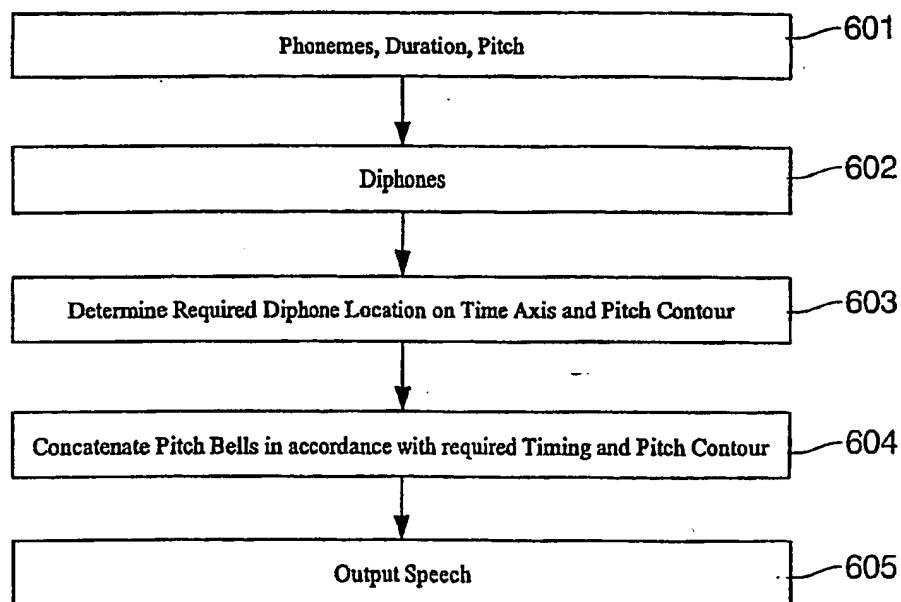 Phonemes, Duration, Pitch
601
Diphones
602
Determine Required Diphone Location on Time Axis and Pitch Contour
603
Concatenate Pitch Bells in accordance with required Timing and Pitch Contour
604
Output Speech
605